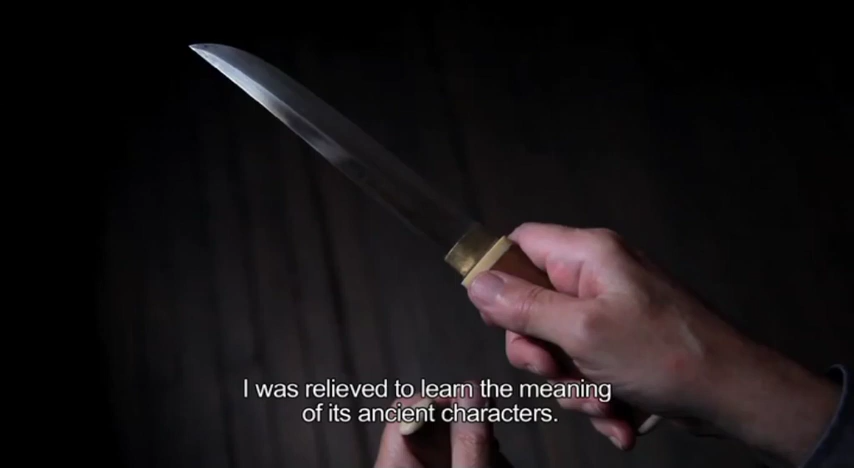 I was relieved to learn the meaning
of its ancient characters.